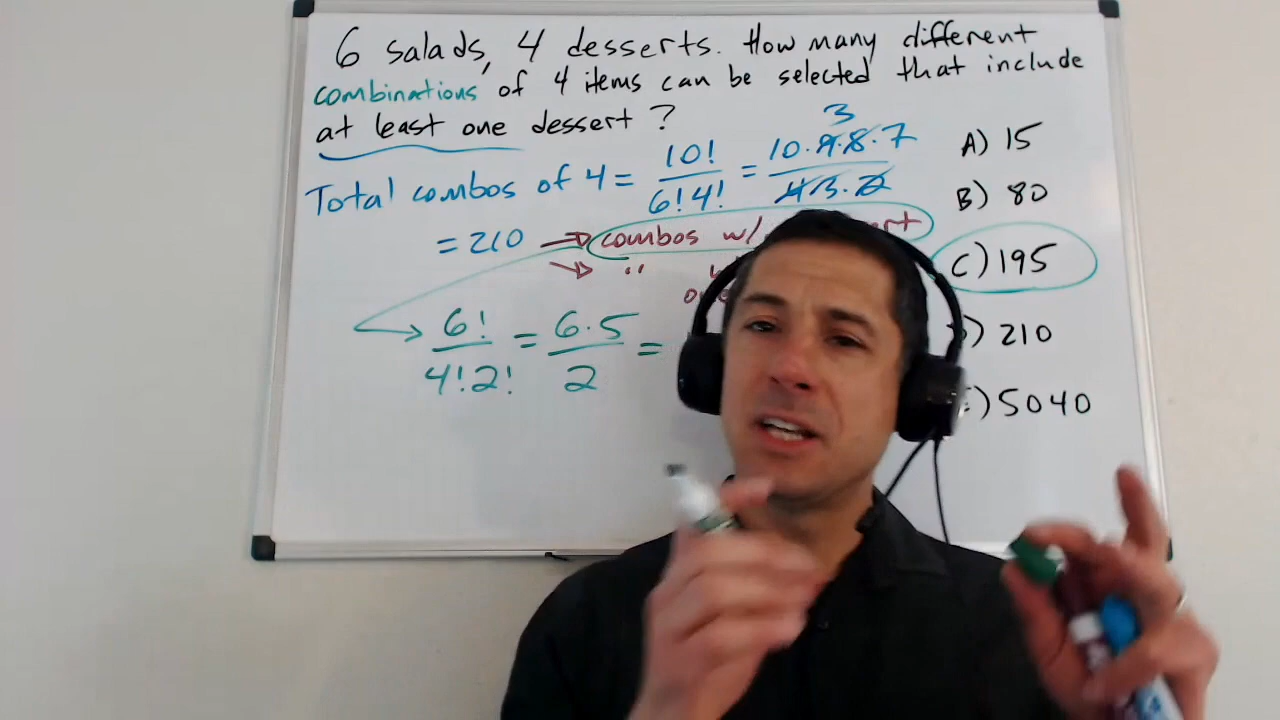 6 salads, 4 desserts. How many different
combinations of 4 items can be selected that include
at least one dessert?
Total combos of 4 = 10!/6!4! = 10·9·8·7/4·3·2 3
= 210 → combos w/
→ "
6!/4!2! = 6·5/2 =
A) 15
B) 80
C) 195
) 210
) 5040